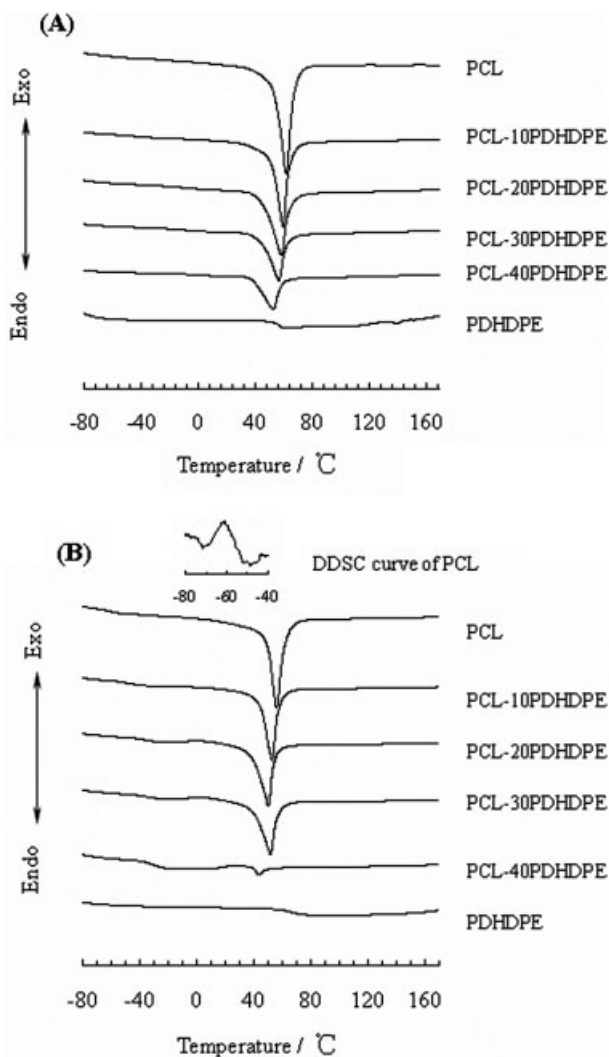 (A)
Exo
Endo
PCL
PCL-10PDHDPE
PCL-20PDHDPE
PCL-30PDHDPE
PCL-40PDHDPE
PDHDPE
-80 -40 0 40 80 120 160
Temperature / ℃
(B)
-80 -60 -40
DDSC curve of PCL
Exo
Endo
PCL
PCL-10PDHDPE
PCL-20PDHDPE
PCL-30PDHDPE
PCL-40PDHDPE
PDHDPE
-80 -40 0 40 80 120 160
Temperature / ℃